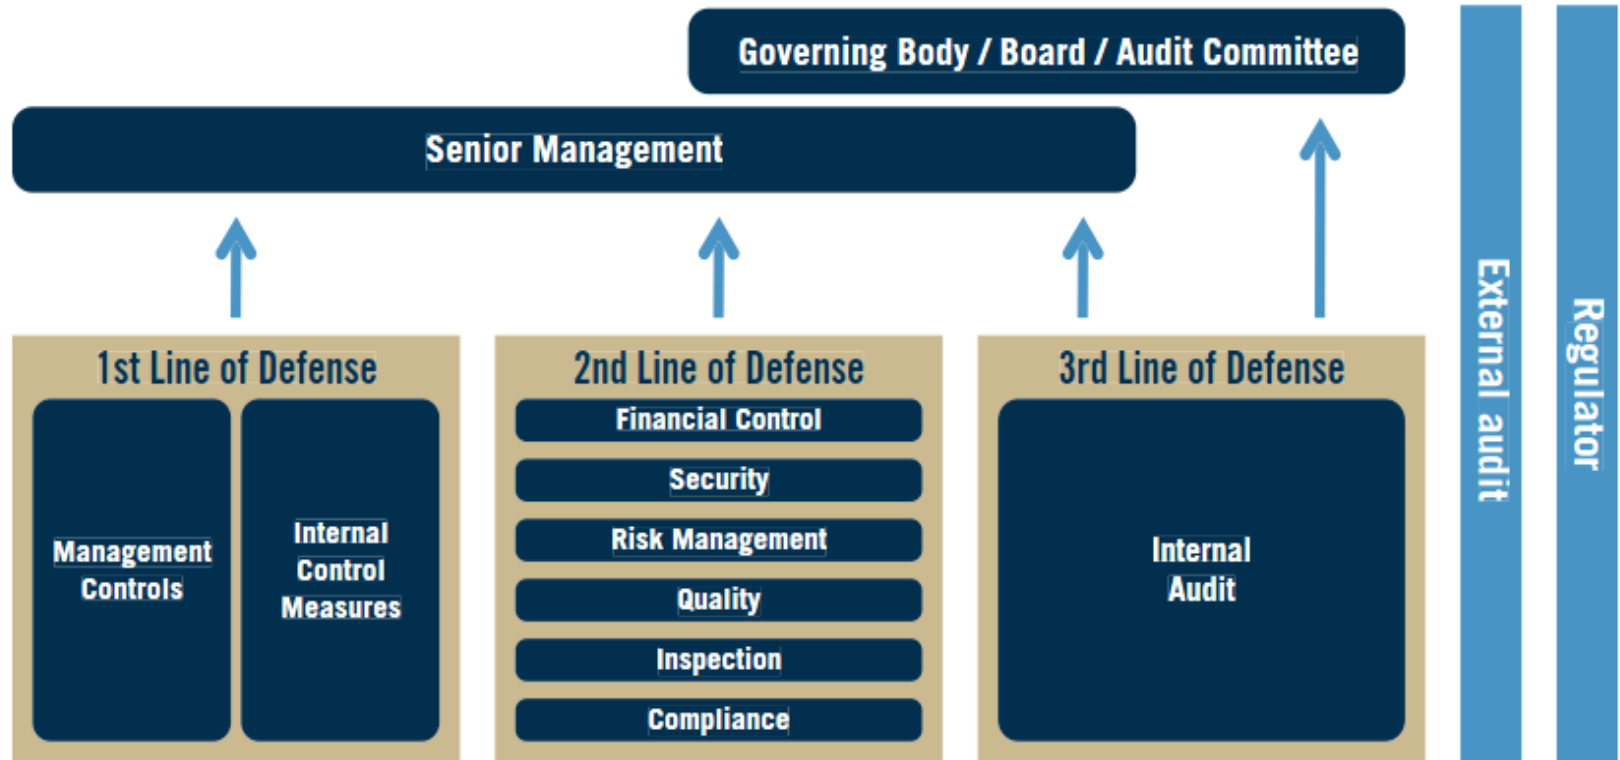 Governing Body / Board / Audit Committee
Senior Management
1st Line of Defense
Management
Controls
Internal
Control
Measures
2nd Line of Defense
Financial Control
Security
Risk Management
Quality
Inspection
Compliance
3rd Line of Defense
Internal
Audit
External audit
Regulator